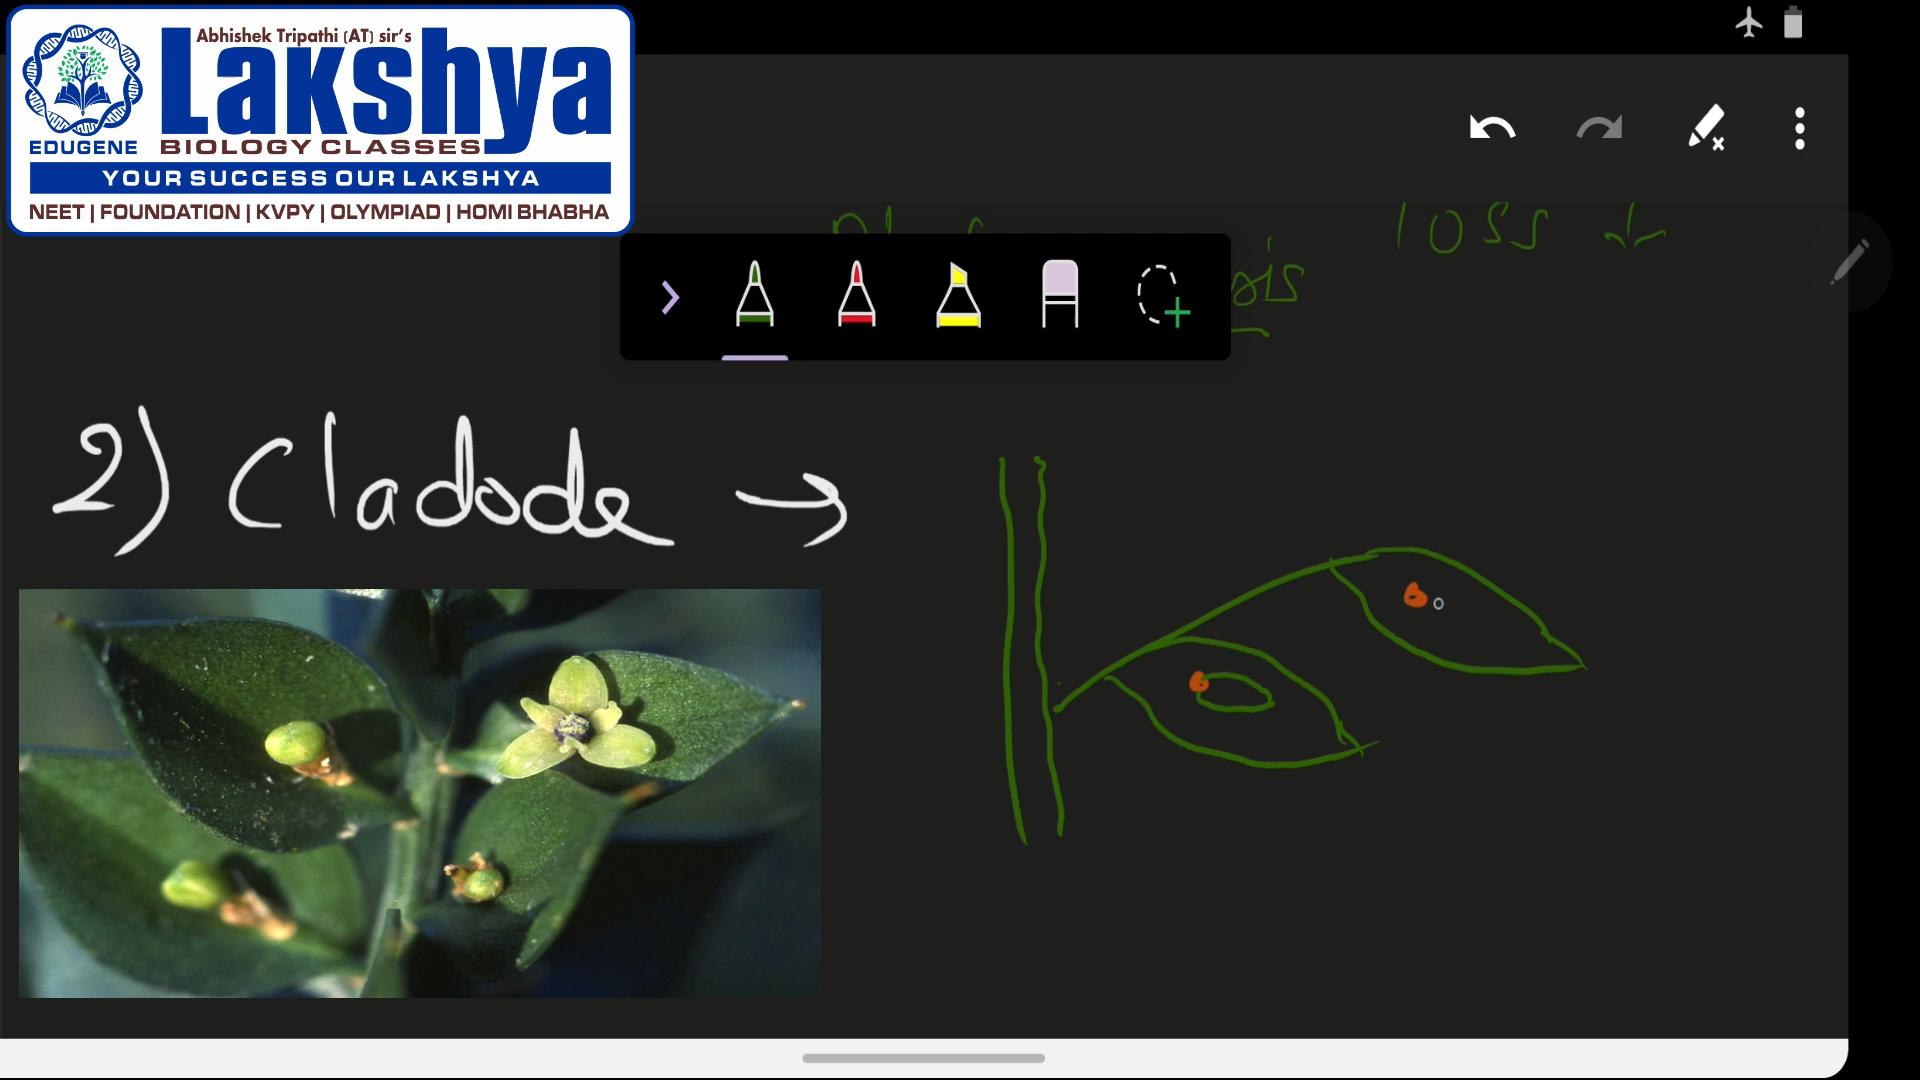 Abhishek Tripathi (AT) sir's
Lakshya
EDUGENE
BIOLOGY CLASSES
YOUR SUCCESS OUR LAKSHYA
NEET | FOUNDATION | KVPY | OLYMPIAD | HOMI BHABHA
loss ↓
2) Cladode →